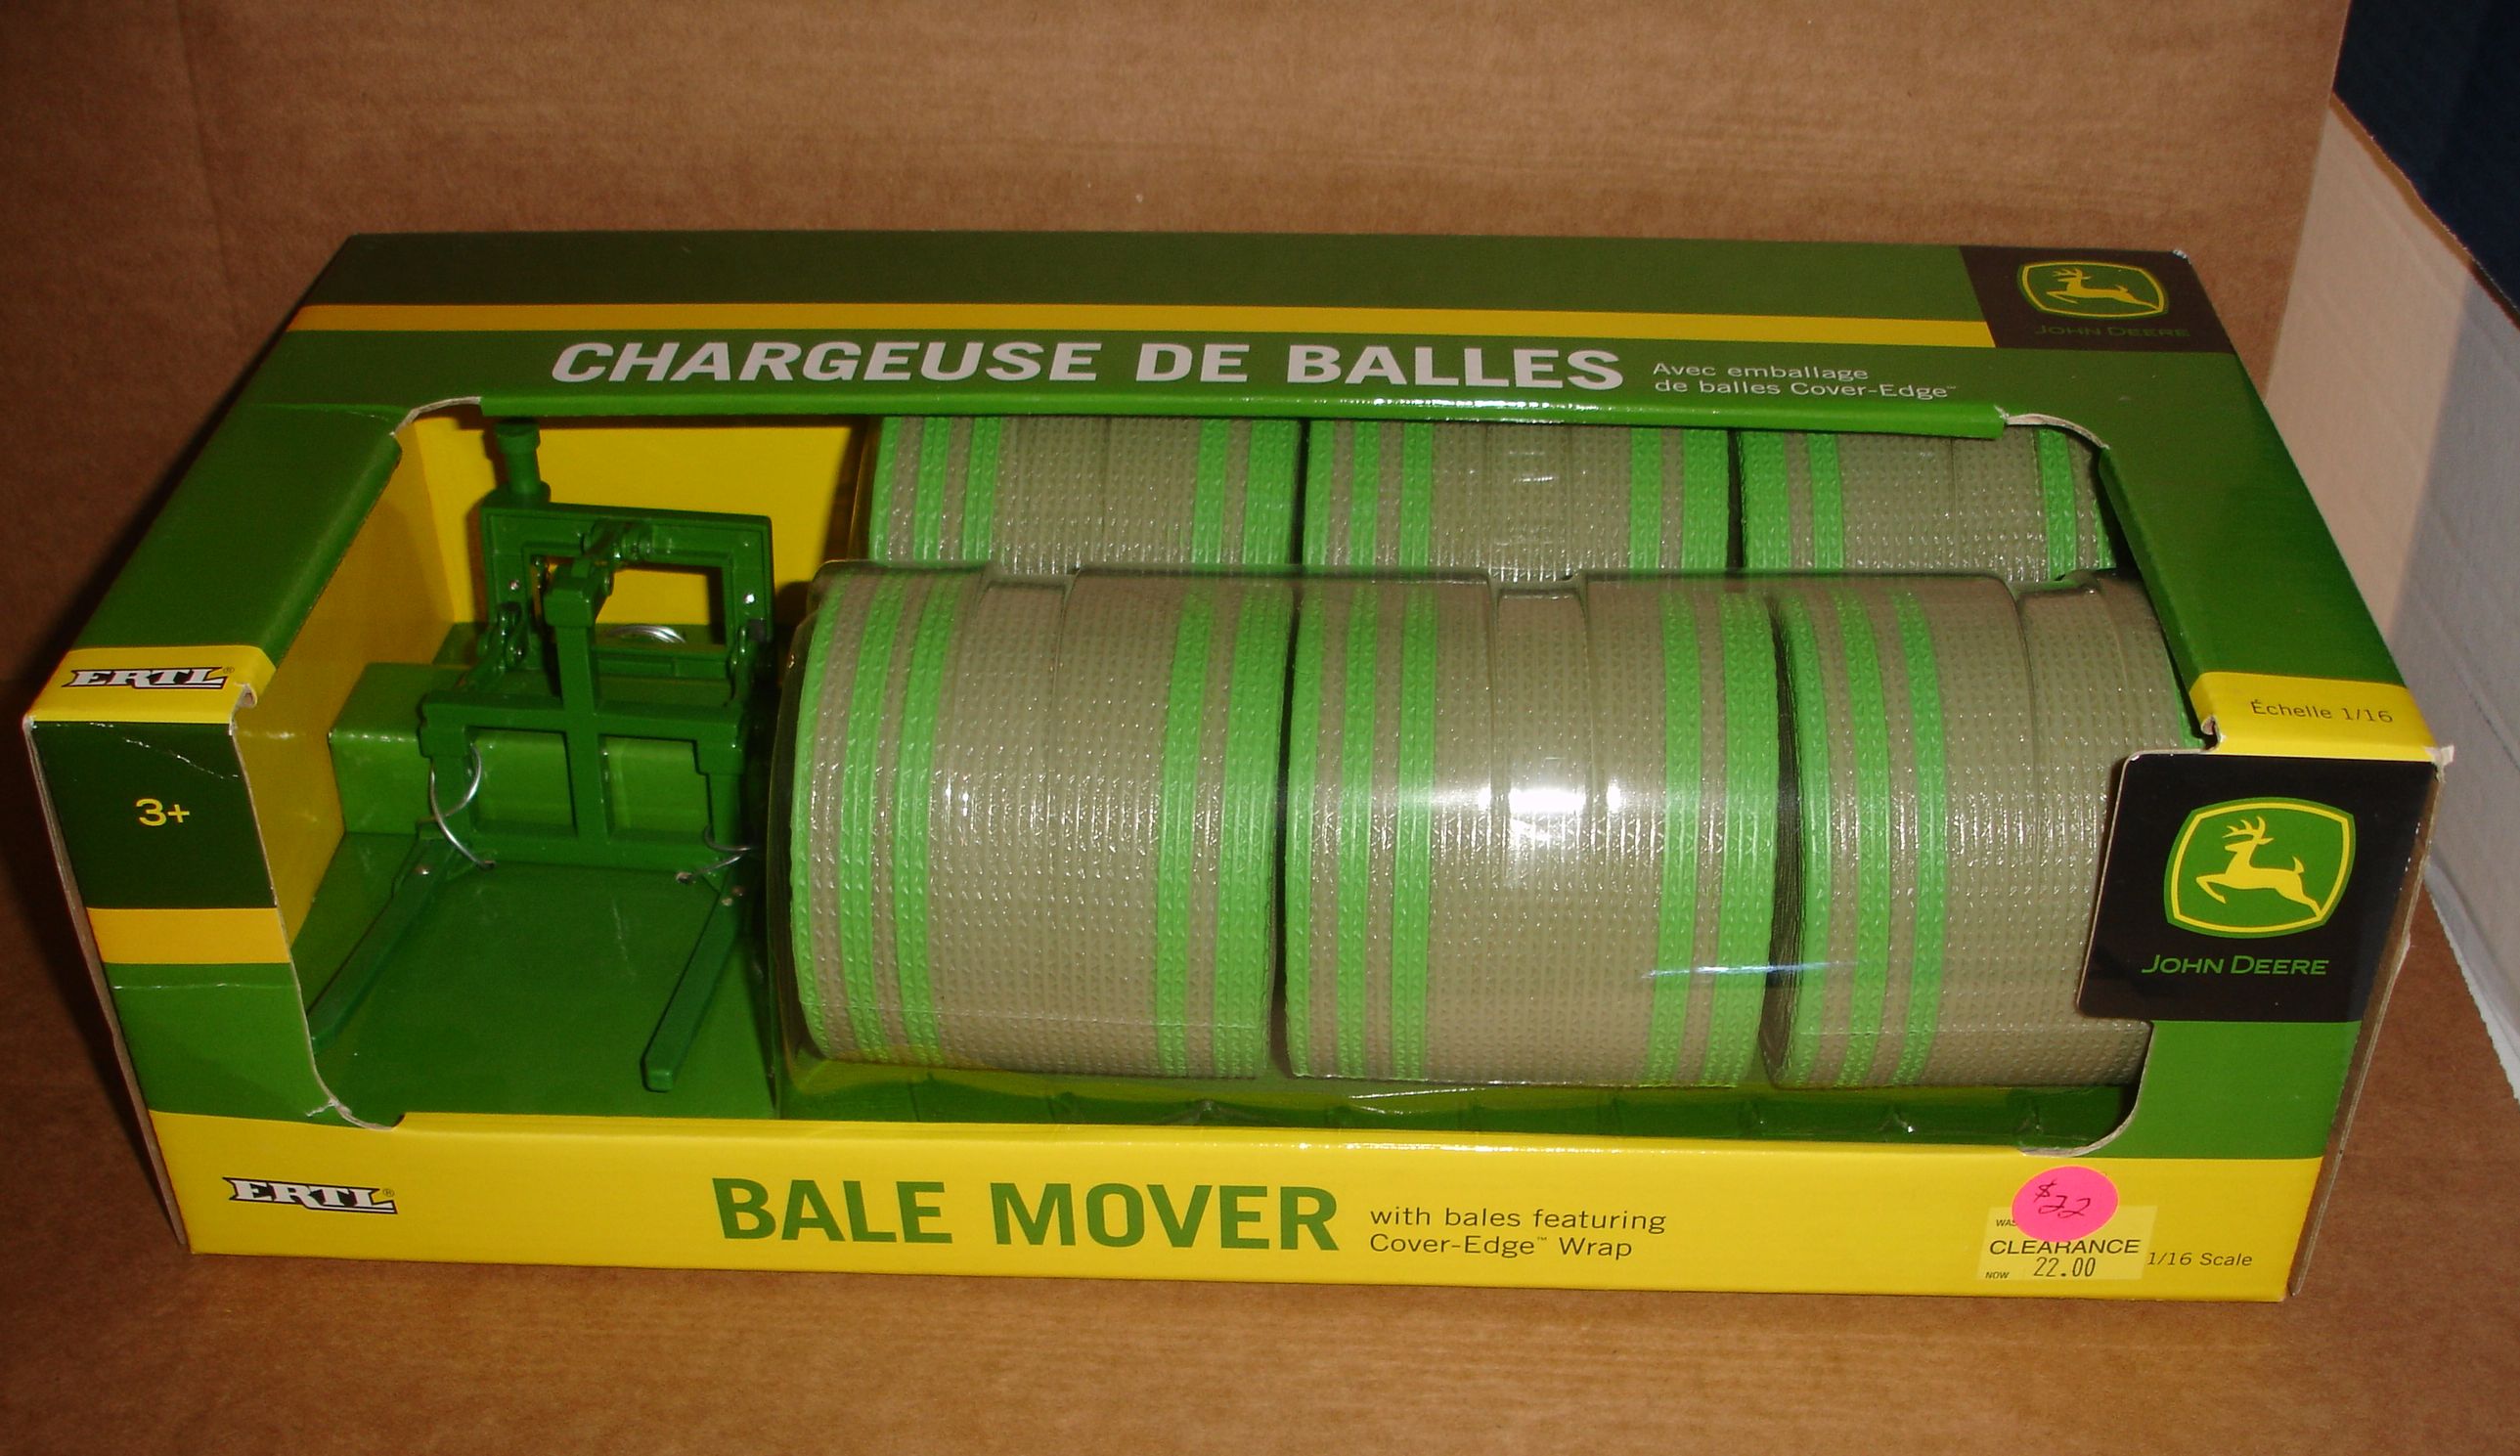 JOHN DEERE
CHARGEUSE DE BALLES
Avec emballage
de balles Cover-Edge™
ERTL®
Échelle 1/16
3+
JOHN DEERE
ERTL®
BALE MOVER
with bales featuring
Cover-Edge™ Wrap
$22
CLEARANCE
NOW 22.00
1/16 Scale